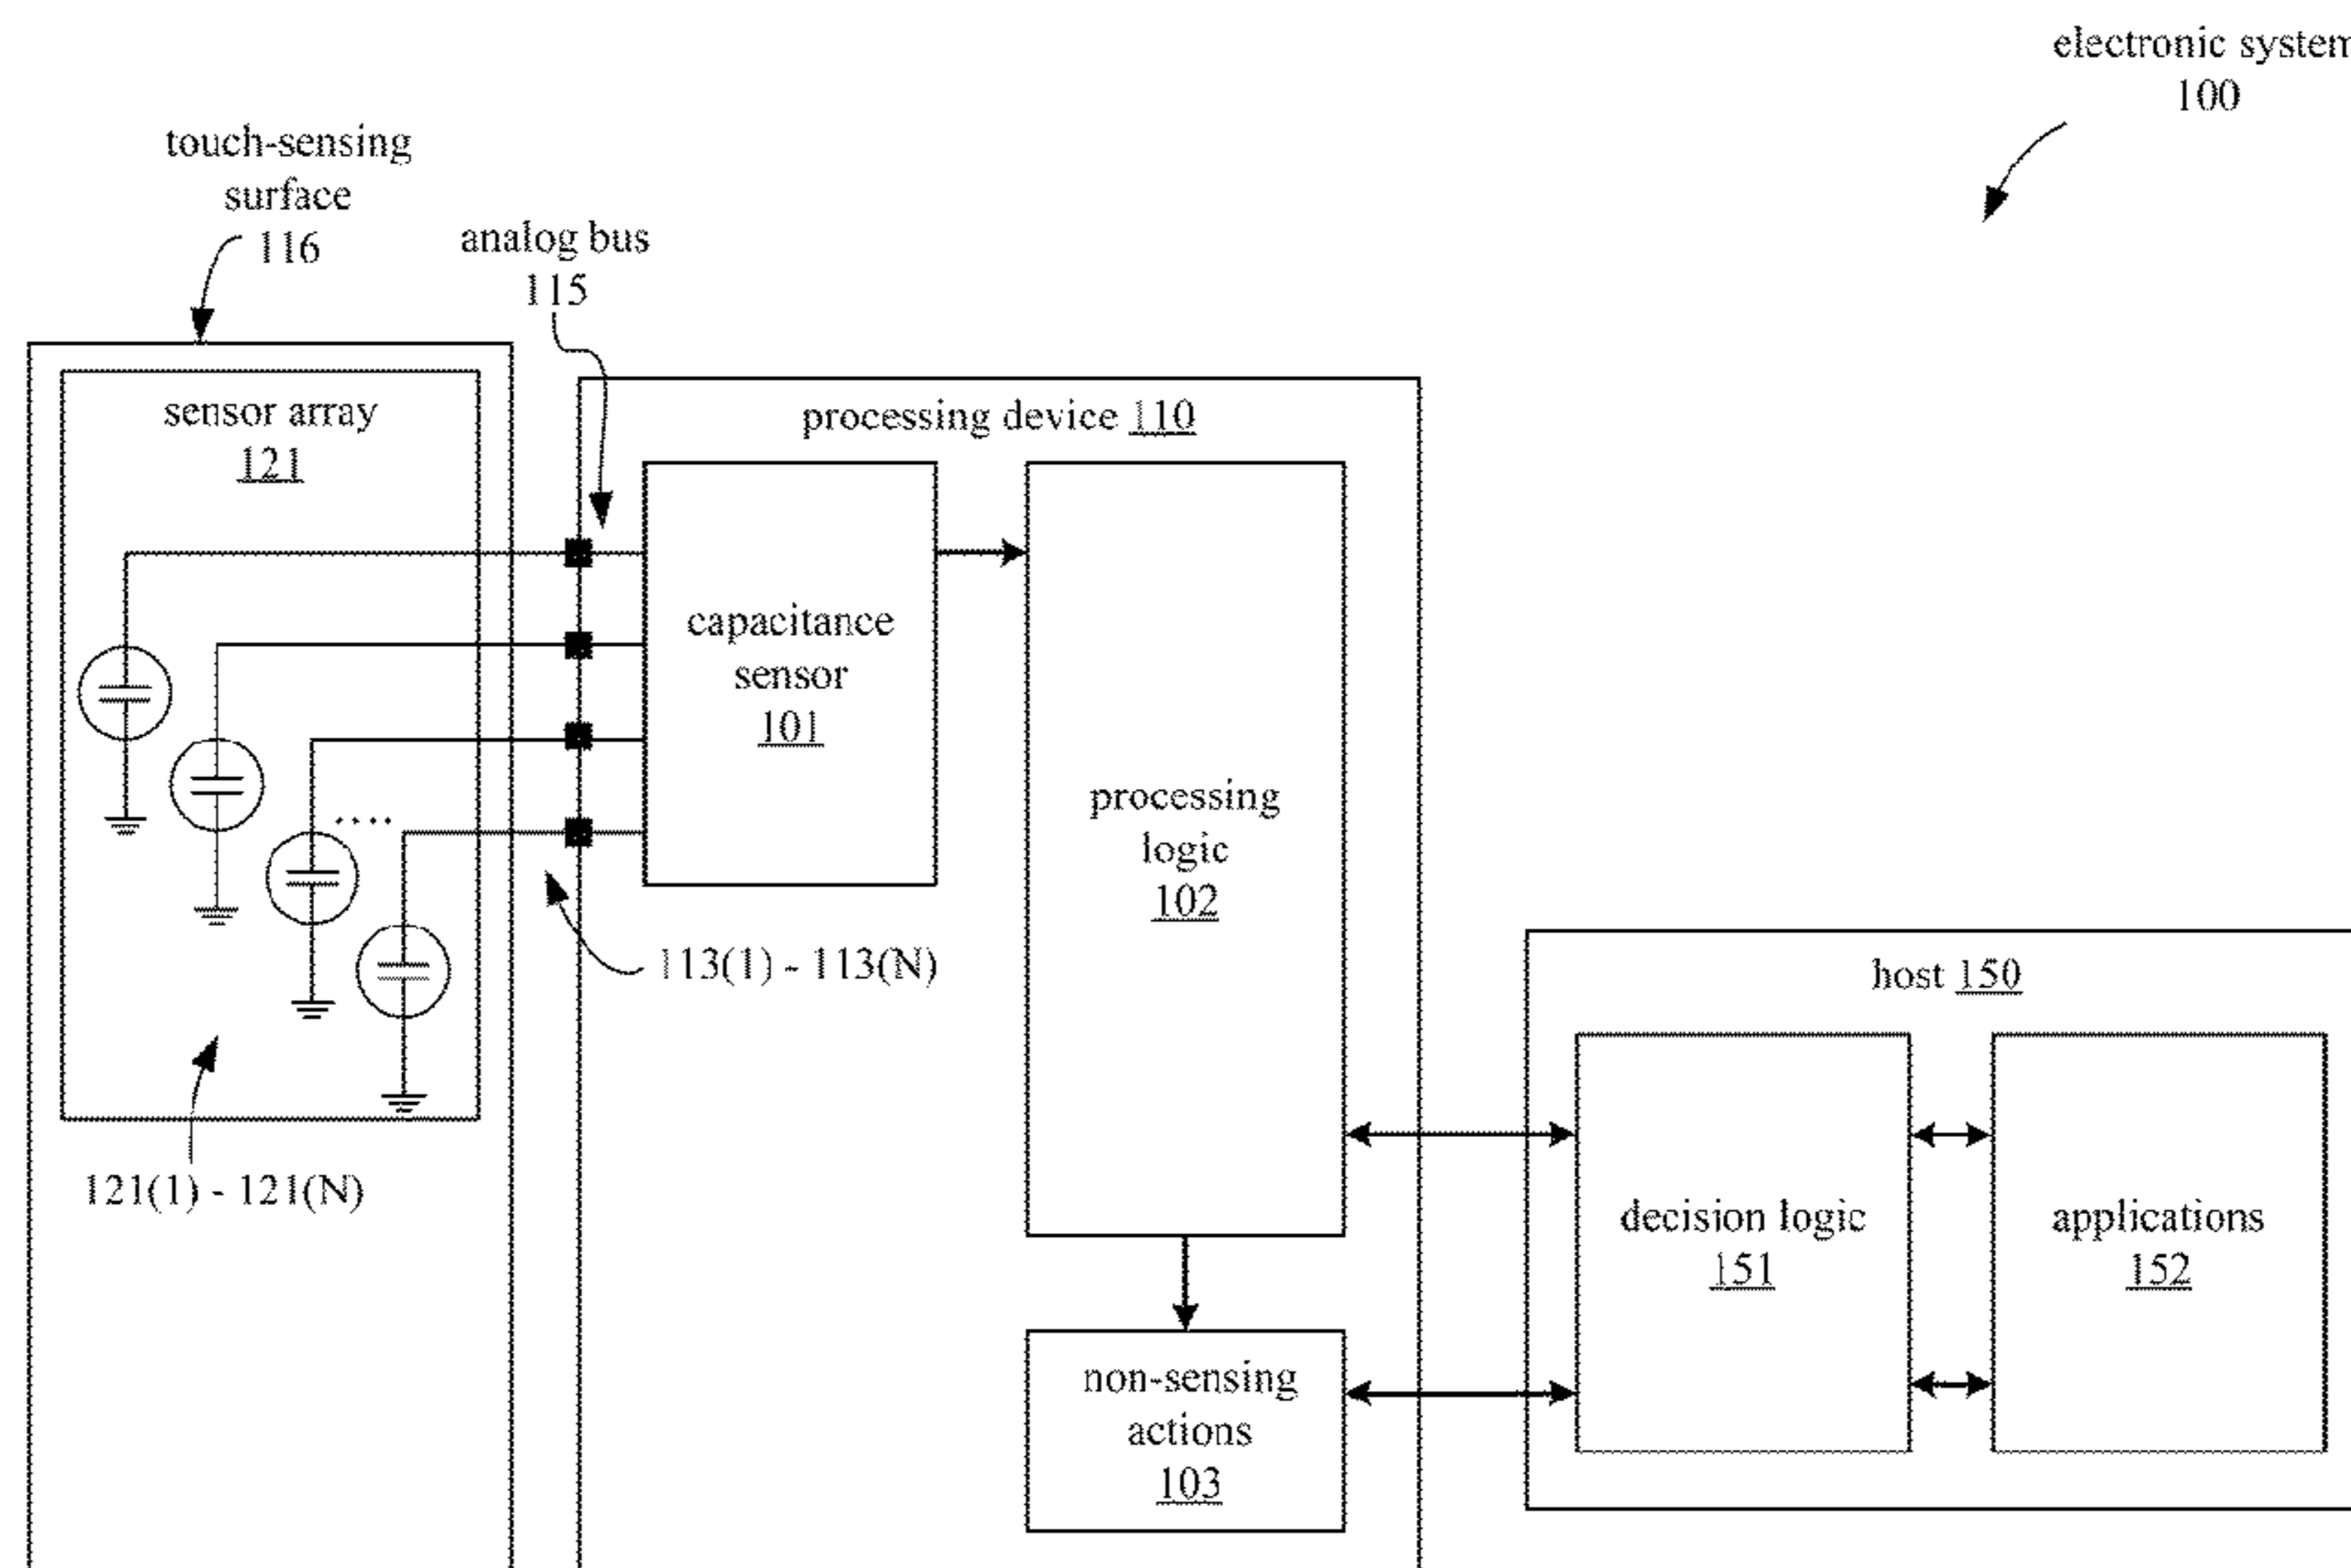 electronic system
100
touch-sensing
surface
116
analog bus
115
sensor array
121
processing device 110
capacitance
sensor
101
processing
logic
102
113(1) - 113(N)
121(1) - 121(N)
host 150
decision logic
151
applications
152
non-sensing
actions
103